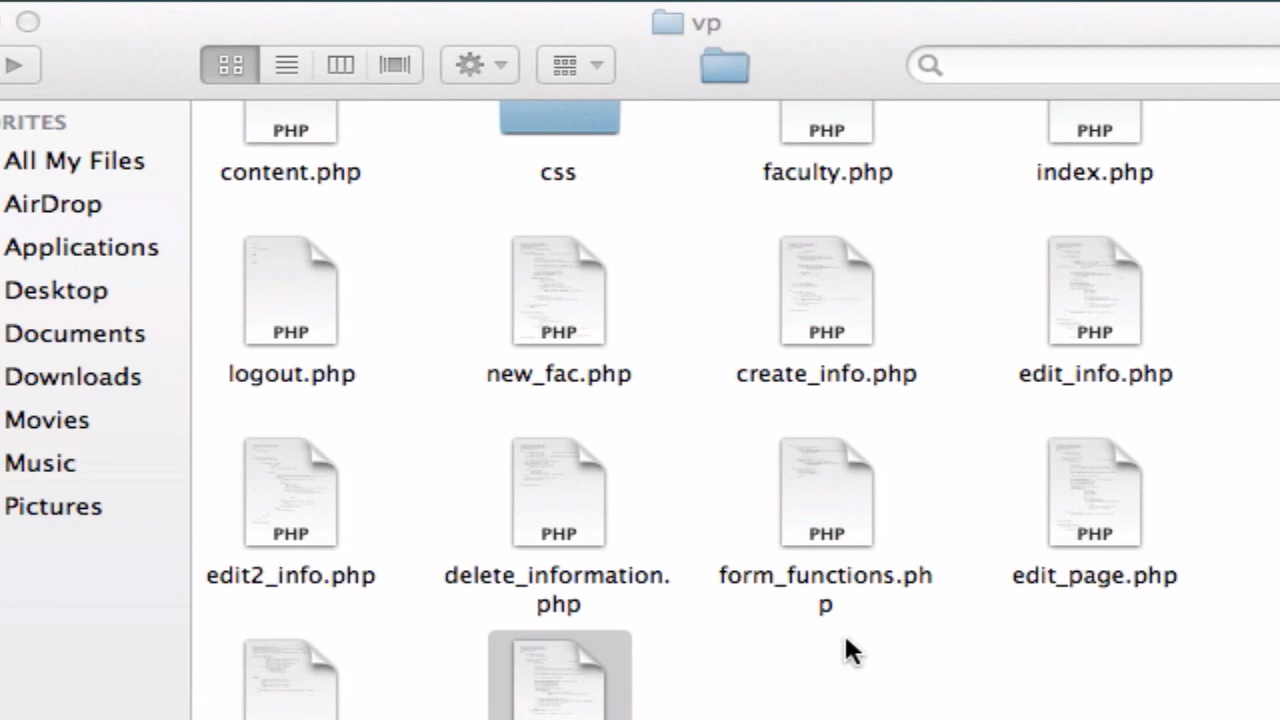 vp
RITES
All My Files
AirDrop
Applications
Desktop
Documents
Downloads
Movies
Music
Pictures
PHP PHP PHP
content.php css faculty.php index.php
PHP PHP PHP PHP
logout.php new_fac.php create_info.php edit_info.php
PHP PHP PHP PHP
edit2_info.php delete_information. form_functions.ph edit_page.php
php p